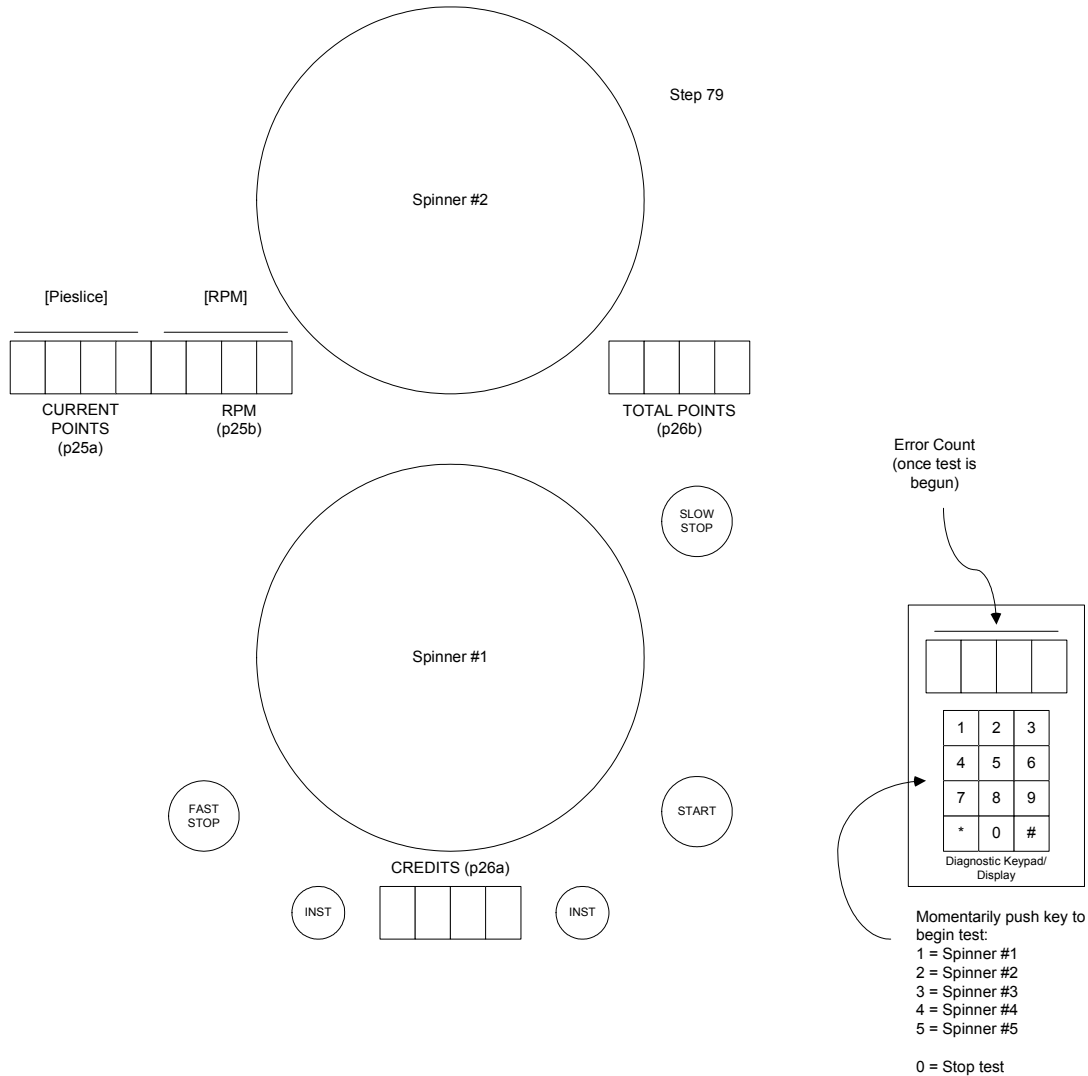 Step 79
Spinner #2
[Pieslice]
[RPM]
CURRENT
POINTS
(p25a)
RPM
(p25b)
TOTAL POINTS
(p26b)
Error Count
(once test is
begun)
SLOW
STOP
Spinner #1
FAST
STOP
START
CREDITS (p26a)
INST
INST
1 2 3
4 5 6
7 8 9
* 0 #
Diagnostic Keypad/
Display
Momentarily push key to
begin test:
1 = Spinner #1
2 = Spinner #2
3 = Spinner #3
4 = Spinner #4
5 = Spinner #5
0 = Stop test